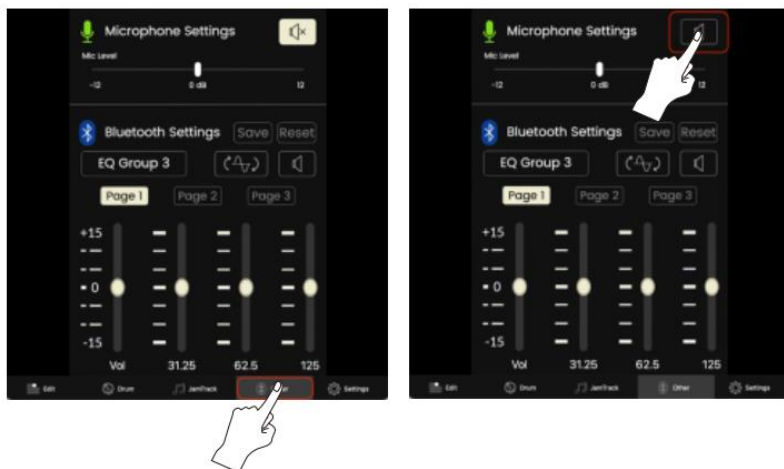 Microphone Settings
Mic Level
-12 0 dB 12
Bluetooth Settings Save Reset
EQ Group 3
Page 1 Page 2 Page 3
+15
0
-15
Vol 31.25 62.5 125
Edit Drum JamTrack Settings
Microphone Settings
Mic Level
-12 0 dB 12
Bluetooth Settings Save Reset
EQ Group 3
Page 1 Page 2 Page 3
+15
0
-15
Vol 31.25 62.5 125
Edit Drum JamTrack Other Settings